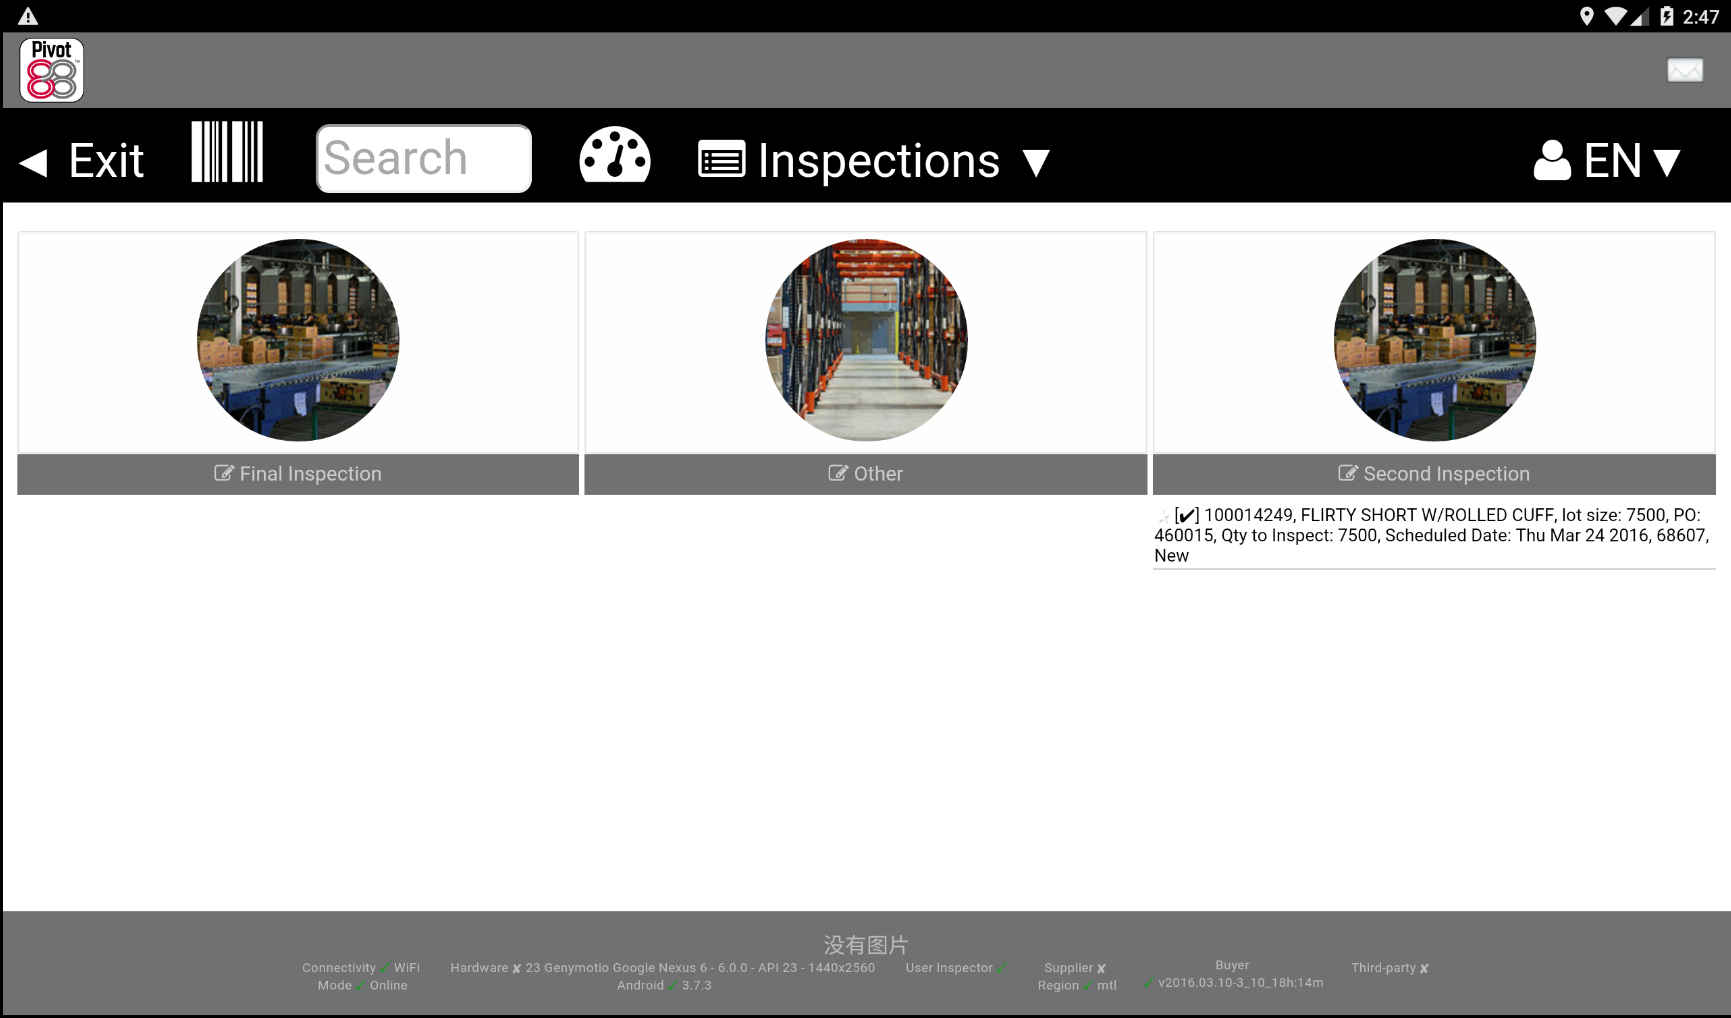 2:47
Pivot
88
™
◀ Exit
Search
Inspections ▼
EN ▼
Final Inspection
Other
Second Inspection
[✔] 100014249, FLIRTY SHORT W/ROLLED CUFF, lot size: 7500, PO:
460015, Qty to Inspect: 7500, Scheduled Date: Thu Mar 24 2016, 68607,
New
没有图片
Connectivity ✓ WiFi
Mode ✓ Online
Hardware ✘ 23 Genymotio Google Nexus 6 - 6.0.0 - API 23 - 1440x2560
Android ✓ 3.7.3
User Inspector ✓
Supplier ✘
Region ✓ mtl
Buyer
✓ v2016.03.10-3_10_18h:14m
Third-party ✘